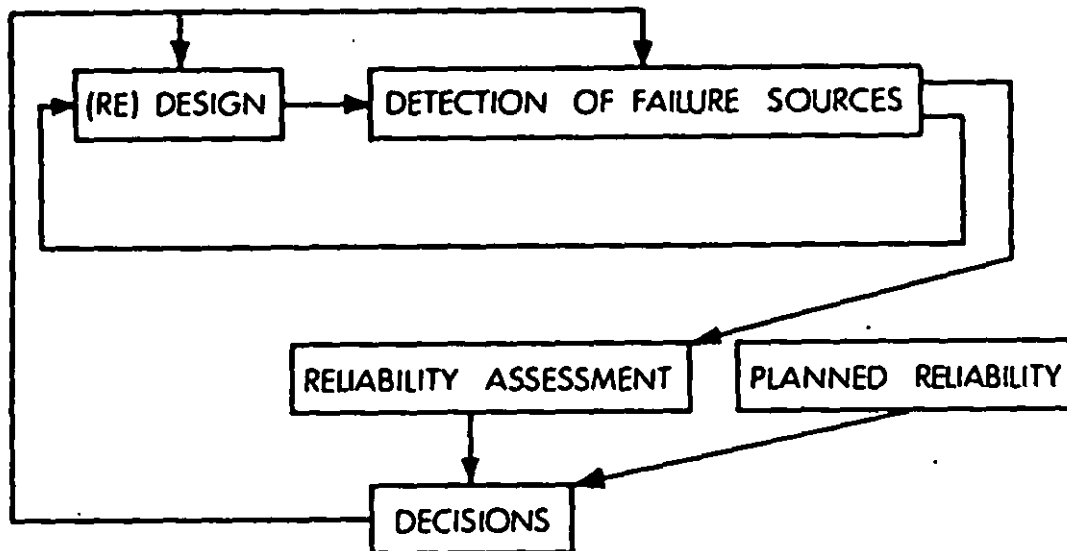 (RE) DESIGN
DETECTION OF FAILURE SOURCES
RELIABILITY ASSESSMENT
PLANNED RELIABILITY
DECISIONS